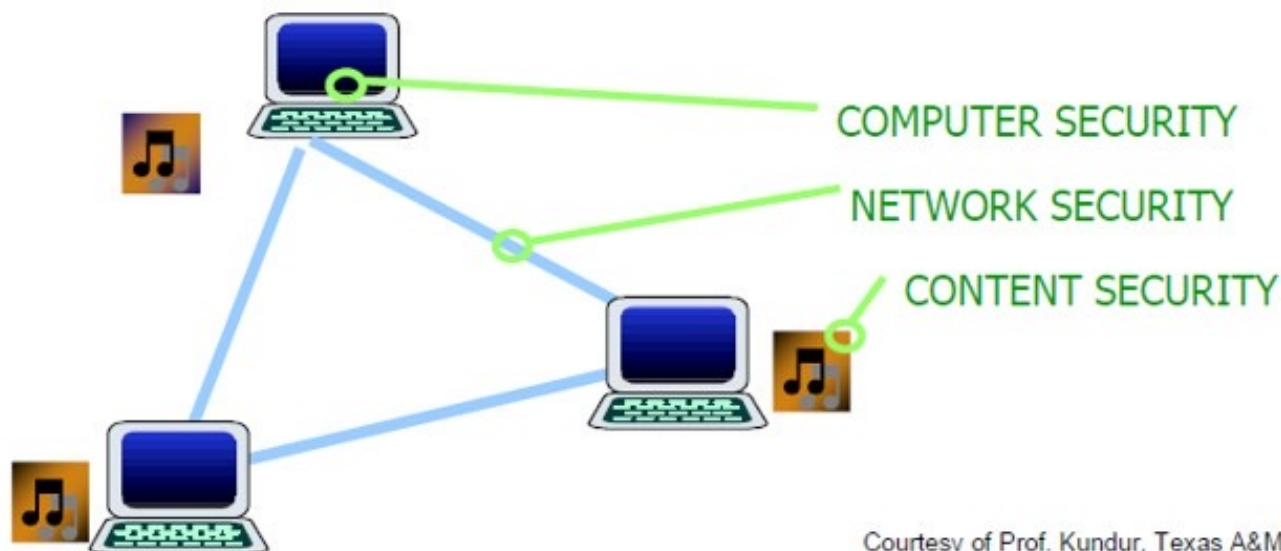 COMPUTER SECURITY
NETWORK SECURITY
CONTENT SECURITY
Courtesy of Prof. Kundur, Texas A&M